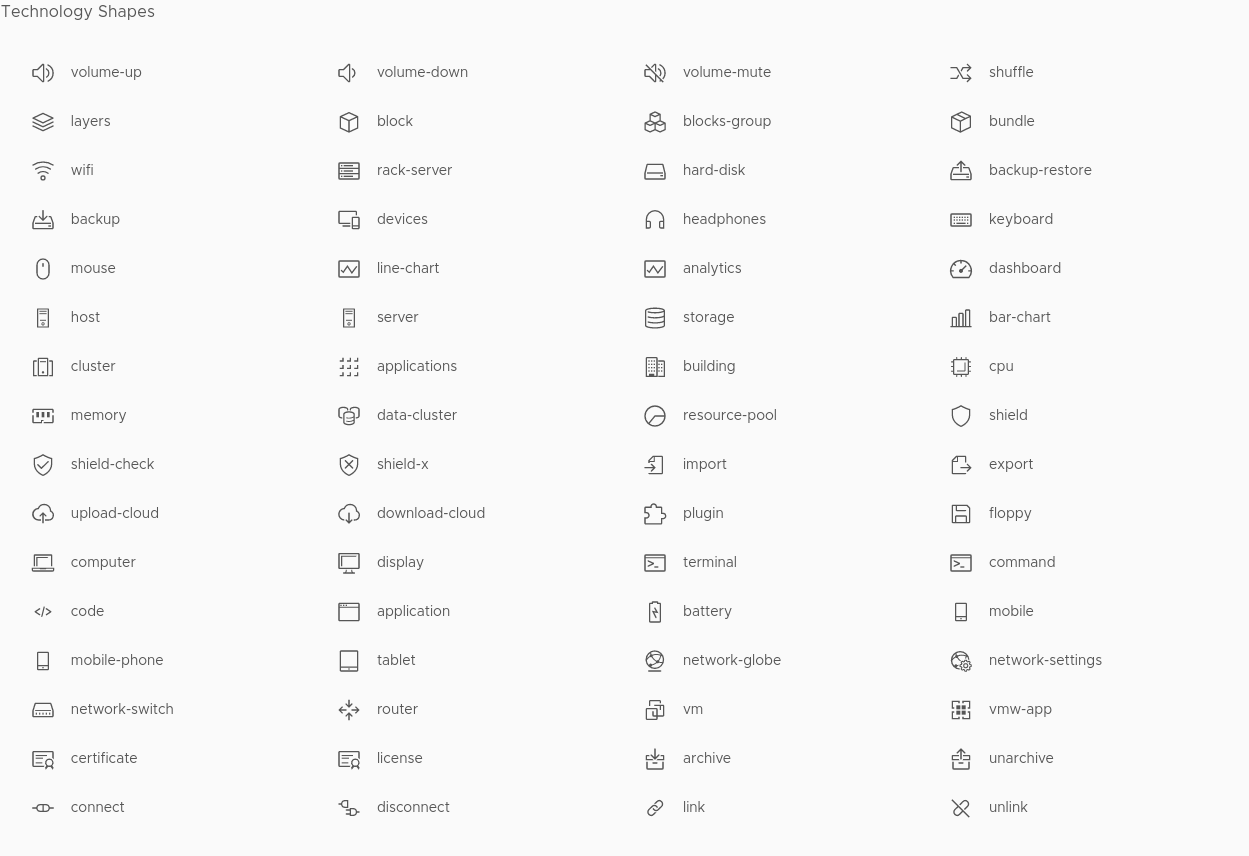 Technology Shapes
volume-up volume-down volume-mute shuffle
layers block blocks-group bundle
wifi rack-server hard-disk backup-restore
backup devices headphones keyboard
mouse line-chart analytics dashboard
host server storage bar-chart
cluster applications building cpu
memory data-cluster resource-pool shield
shield-check shield-x import export
upload-cloud download-cloud plugin floppy
computer display terminal command
code application battery mobile
mobile-phone tablet network-globe network-settings
network-switch router vm vmw-app
certificate license archive unarchive
connect disconnect link unlink